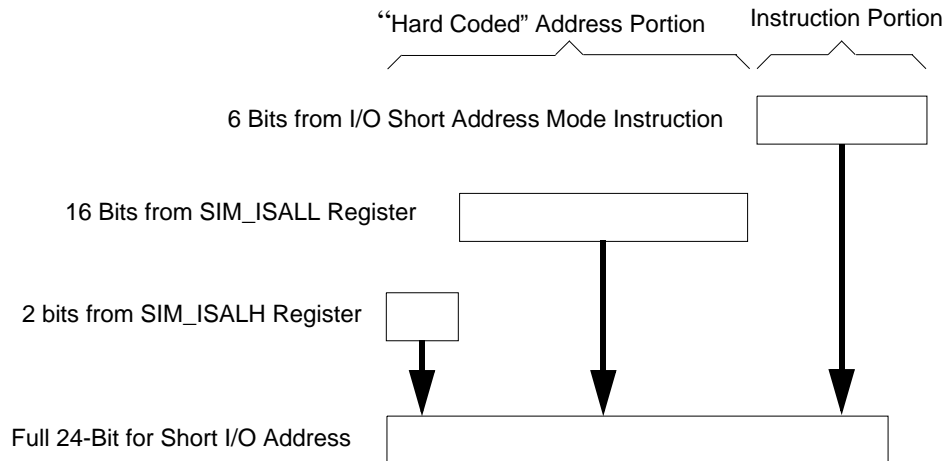 “Hard Coded” Address Portion
Instruction Portion
6 Bits from I/O Short Address Mode Instruction
16 Bits from SIM_ISALL Register
2 bits from SIM_ISALH Register
Full 24-Bit for Short I/O Address